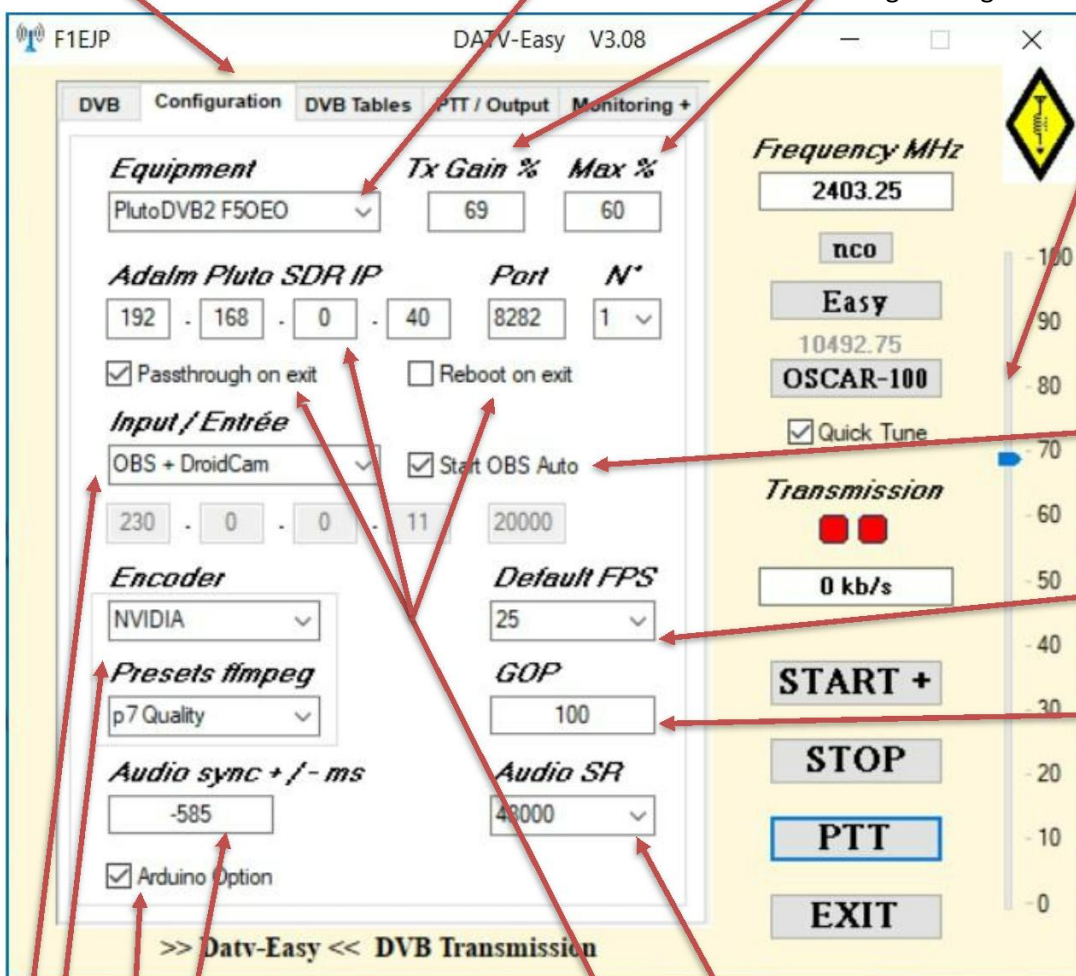 F1EJP DATV-Easy V3.08
DVB Configuration DVB Tables PTT / Output Monitoring +
Equipment Tx Gain % Max %
PlutoDVB2 F5OEO 69 60
Adalm Pluto SDR IP Port N°
192 . 168 . 0 . 40 8282 1
Passthrough on exit Reboot on exit
Input / Entrée
OBS + DroidCam Start OBS Auto
230 . 0 . 0 . 11 20000
Encoder Default FPS
NVIDIA 25
Presets ffmpeg GOP
p7 Quality 100
Audio sync + / - ms Audio SR
-585 48000
Arduino Option
>> Datv-Easy << DVB Transmission
Frequency MHz
2403.25
nco
Easy
10492.75
OSCAR-100
Quick Tune
Transmission
0 kb/s
START +
STOP
PTT
EXIT
100
90
80
70
60
50
40
30
20
10
0